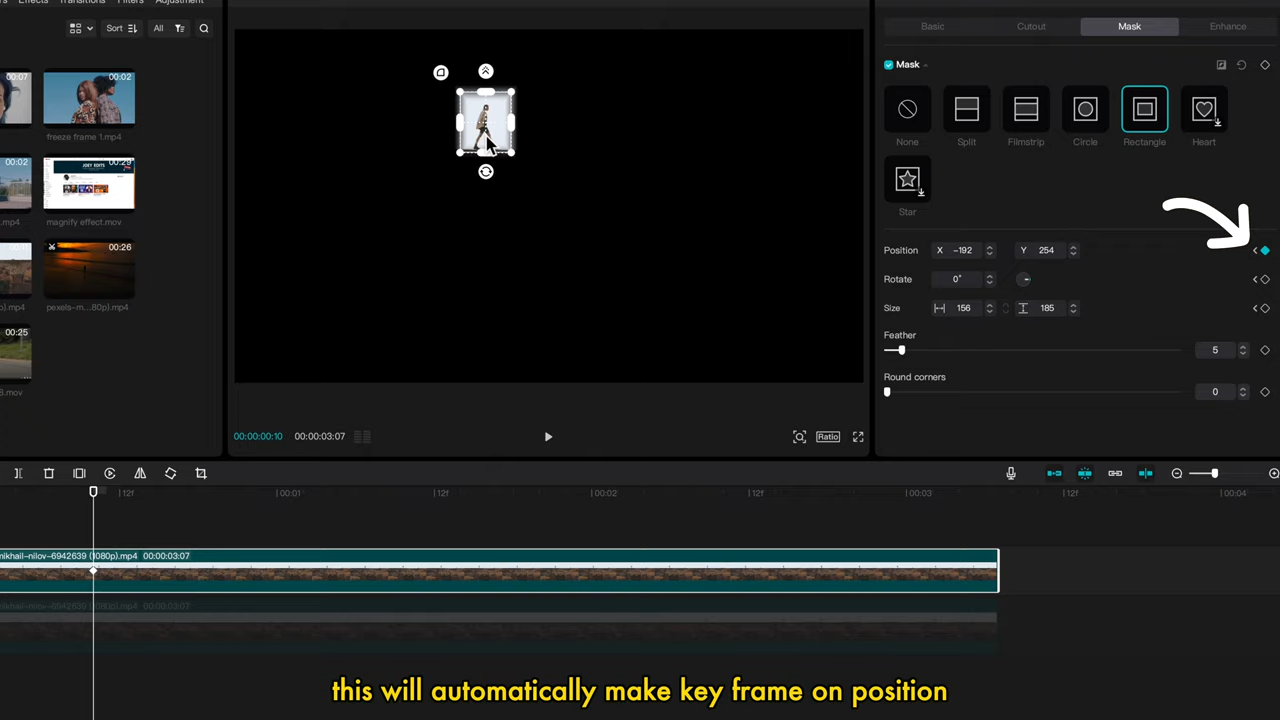 Effects
Transitions
Filters
Adjustment
Sort
All
00:07
00:02
freeze frame 1.mp4
00:02
00:29
JOEY EDITS
.mp4
magnify effect.mov
00:26
pexels-m...80p).mp4
00:25
.mov
00:00:00:10
00:00:03:07
Ratio
Basic
Cutout
Mask
Enhance
Mask
None
Split
Filmstrip
Circle
Rectangle
Heart
Star
Position
X -192
Y 254
Rotate
0°
Size
156
185
Feather
5
Round corners
0
12f
00:01
12f
00:02
12f
00:03
12f
00:04
mikhail-nilov-6942639 (1080p).mp4 00:00:03:07
mikhail-nilov-6942639 (1080p).mp4 00:00:03:07
this will automatically make key frame on position